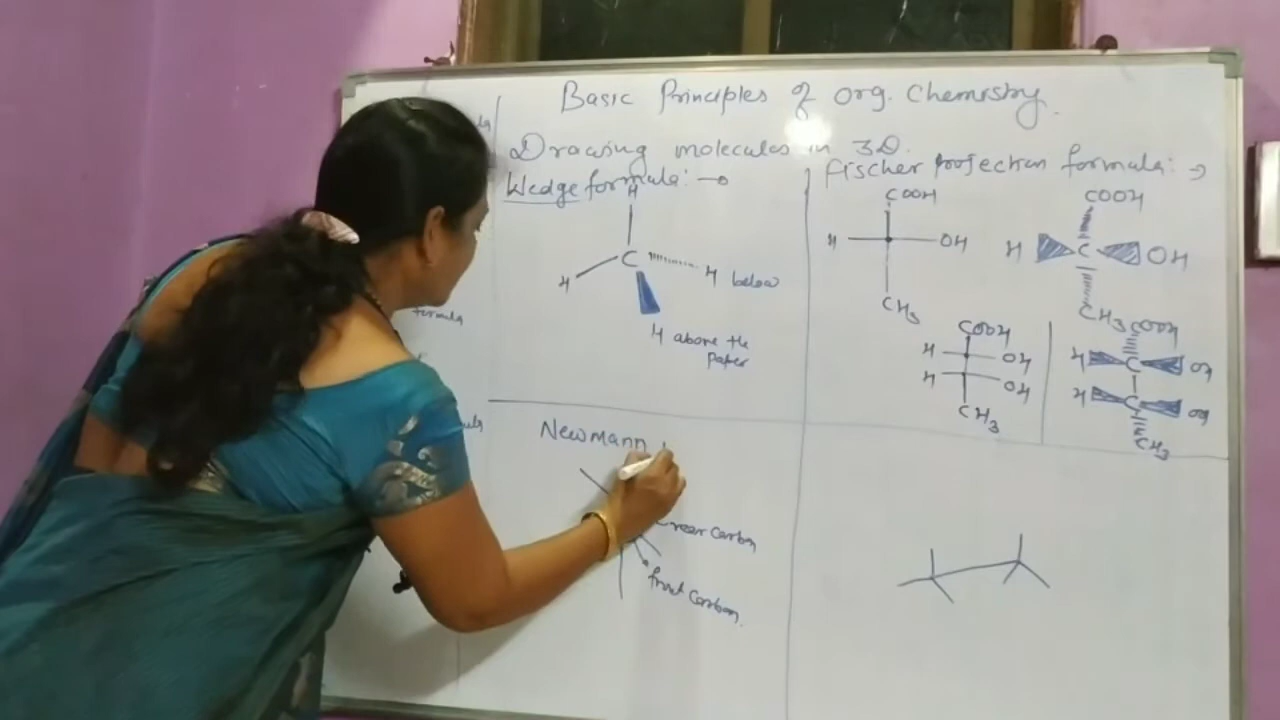 Basic Principles of Org. Chemistry.
Drawing molecules in 3D.
Wedge formula: →
H
C
H
H below
H above the
paper
Fischer projection formula: →
COOH
H OH
CH3
COOH
H C OH
CH3
COOH
H OH
H OH
CH3
COOH
H C OH
H C OH
CH3
formula
Newmann
rear Carbon
front Carbon.